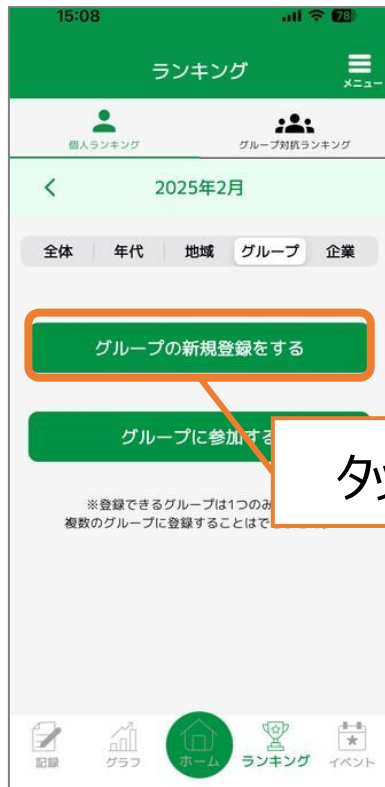 15:08
78
ランキング
メニュー
個人ランキング
グループ対抗ランキング
2025年2月
全体 年代 地域 グループ 企業
グループの新規登録をする
グループに参加する
タッ
※登録できるグループは1つのみ
複数のグループに登録することはで
記録 グラフ ホーム ランキング イベント